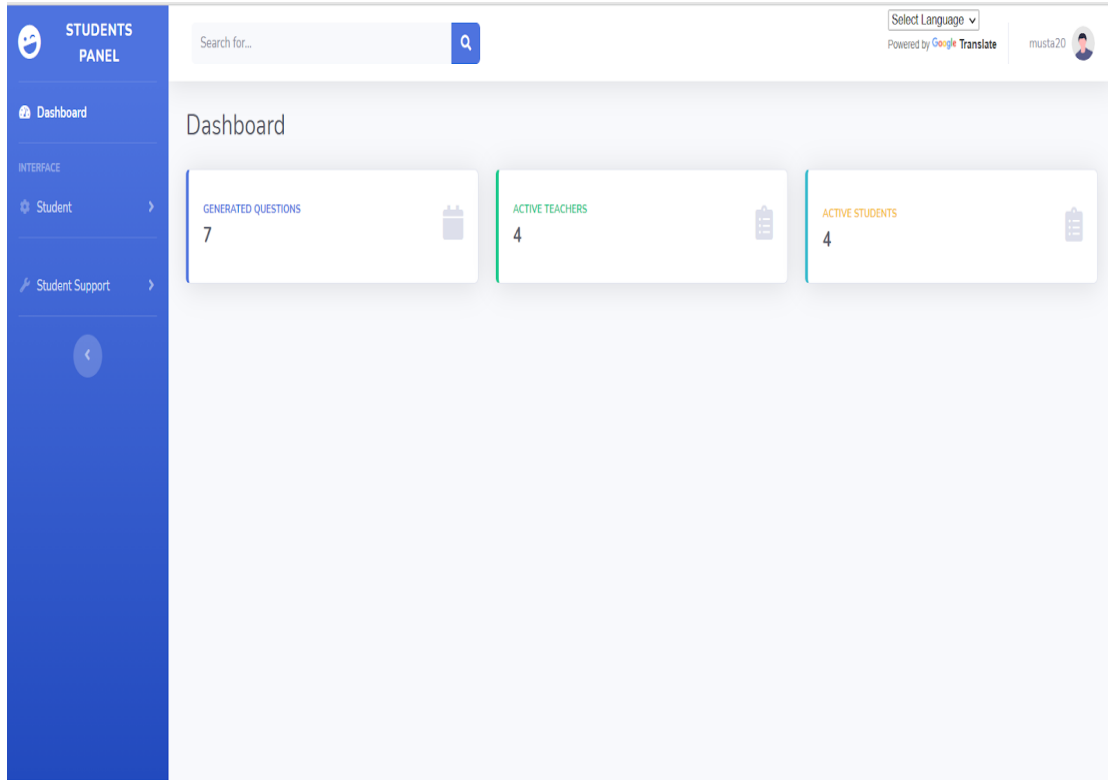 STUDENTS
PANEL
Dashboard
INTERFACE
Student
Student Support
Search for...
Select Language
Powered by Google Translate
musta20
Dashboard
GENERATED QUESTIONS
7
ACTIVE TEACHERS
4
ACTIVE STUDENTS
4